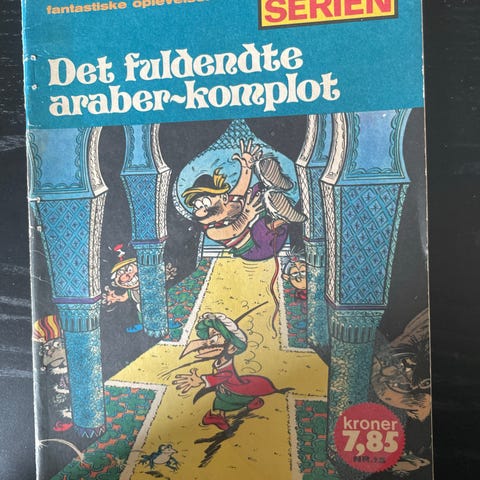 fantastiske oplevelser
SERIEN
Det fuldendte
araber-komplot
kroner
7,85
NR.15